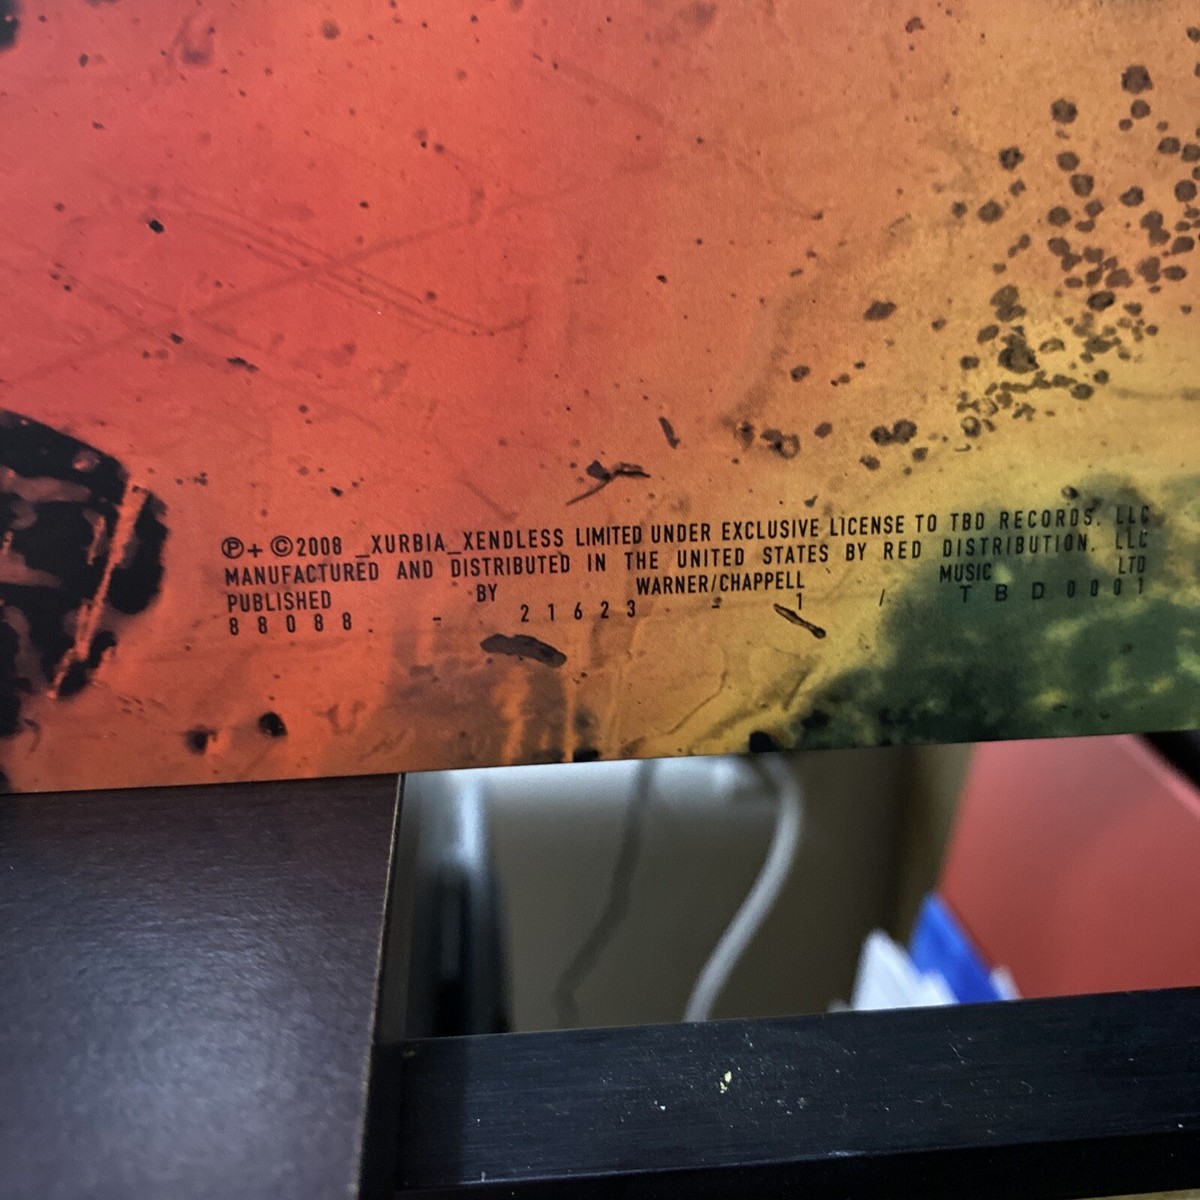 ℗+©2008 _XURBIA_XENDLESS LIMITED UNDER EXCLUSIVE LICENSE TO TBD RECORDS, LLC
MANUFACTURED AND DISTRIBUTED IN THE UNITED STATES BY RED DISTRIBUTION, LLC
PUBLISHED BY WARNER/CHAPPELL MUSIC LTD
88088. - 21623 - 1 / TBD0001